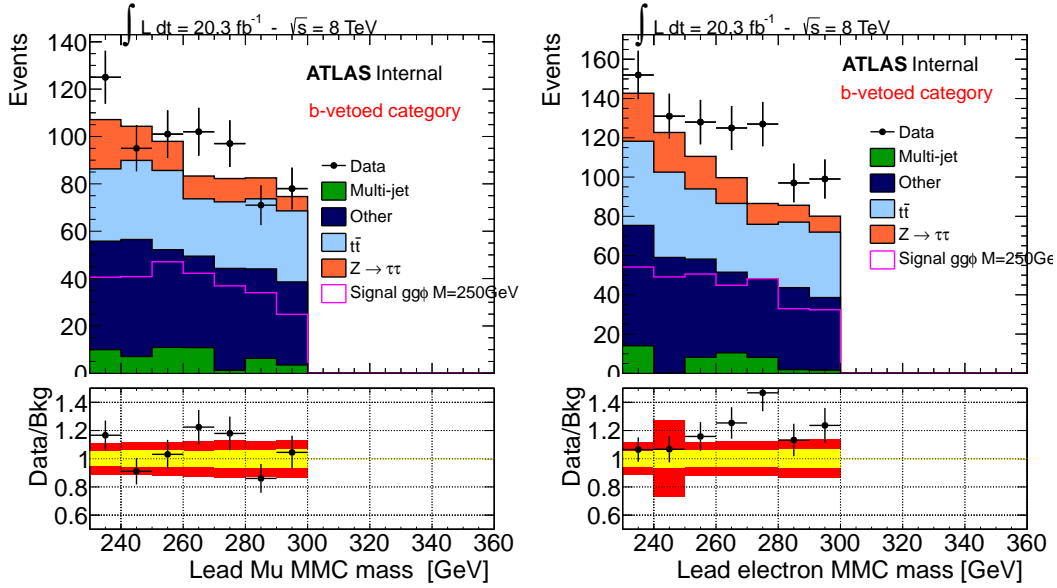 ∫ L dt = 20.3 fb⁻¹ - √s = 8 TeV
Events
140
120
100
80
60
40
20
0
ATLAS Internal
b-vetoed category
Data
Multi-jet
Other
tt̄
Z → ττ
Signal ggϕ M=250GeV
Data/Bkg
1.4
1.2
1
0.8
0.6
240 260 280 300 320 340 360
Lead Mu MMC mass [GeV]
∫ L dt = 20.3 fb⁻¹ - √s = 8 TeV
Events
160
140
120
100
80
60
40
20
0
ATLAS Internal
b-vetoed category
Data
Multi-jet
Other
tt̄
Z → ττ
Signal ggϕ M=250Ge
Data/Bkg
1.4
1.2
1
0.8
0.6
240 260 280 300 320 340 360
Lead electron MMC mass [GeV]